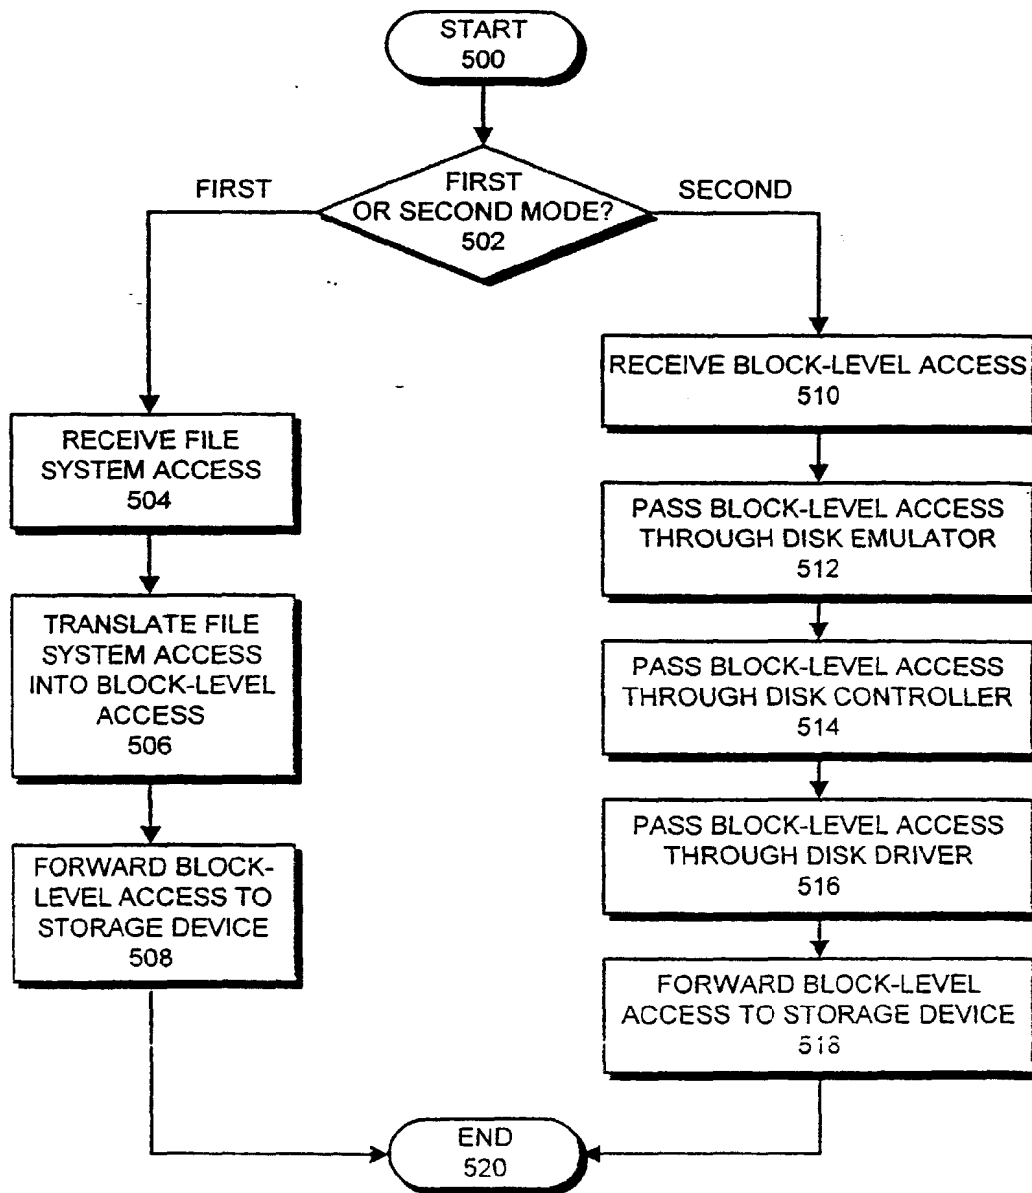 START
500
FIRST
OR SECOND MODE?
502
FIRST
SECOND
RECEIVE FILE
SYSTEM ACCESS
504
TRANSLATE FILE
SYSTEM ACCESS
INTO BLOCK-LEVEL
ACCESS
506
FORWARD BLOCK-
LEVEL ACCESS TO
STORAGE DEVICE
508
RECEIVE BLOCK-LEVEL ACCESS
510
PASS BLOCK-LEVEL ACCESS
THROUGH DISK EMULATOR
512
PASS BLOCK-LEVEL ACCESS
THROUGH DISK CONTROLLER
514
PASS BLOCK-LEVEL ACCESS
THROUGH DISK DRIVER
516
FORWARD BLOCK-LEVEL
ACCESS TO STORAGE DEVICE
518
END
520